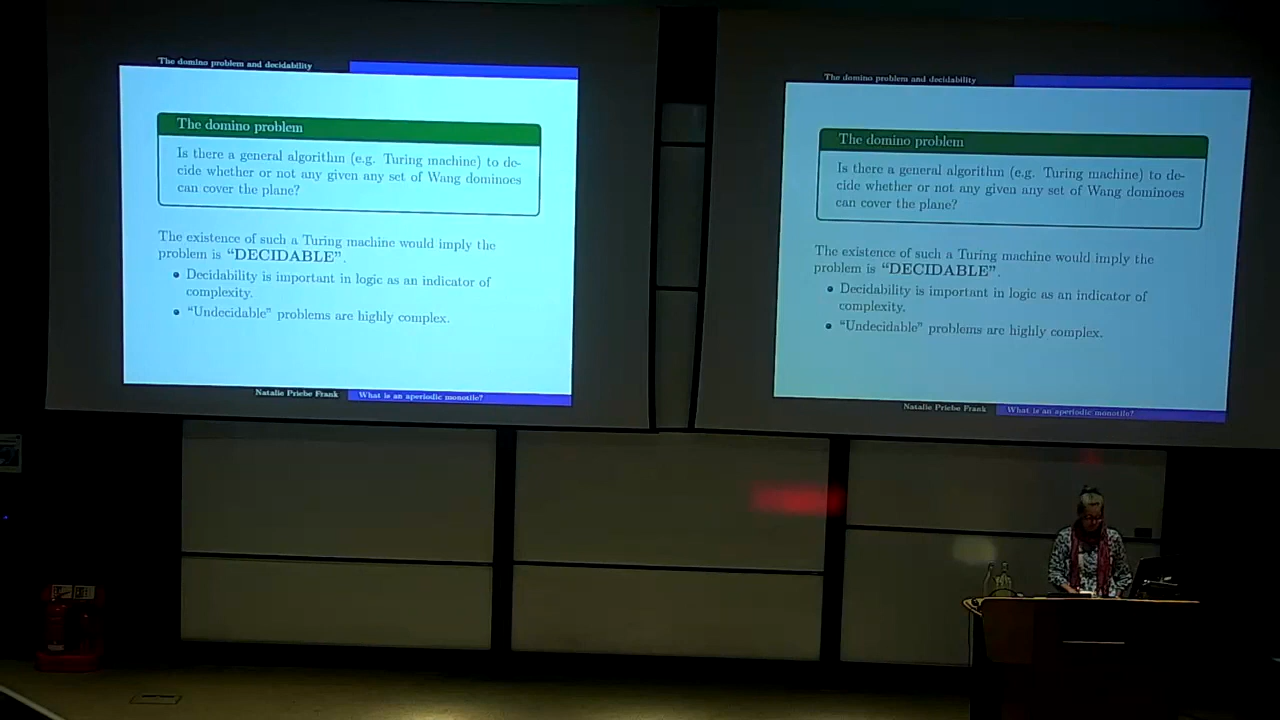 The domino problem and decidability
The domino problem
Is there a general algorithm (e.g. Turing machine) to de-
cide whether or not any given any set of Wang dominoes
can cover the plane?
The existence of such a Turing machine would imply the
problem is “DECIDABLE”.
• Decidability is important in logic as an indicator of
complexity.
• “Undecidable” problems are highly complex.
Natalie Priebe Frank What is an aperiodic monotile?
The domino problem and decidability
The domino problem
Is there a general algorithm (e.g. Turing machine) to de-
cide whether or not any given any set of Wang dominoes
can cover the plane?
The existence of such a Turing machine would imply the
problem is “DECIDABLE”.
• Decidability is important in logic as an indicator of
complexity.
• “Undecidable” problems are highly complex.
Natalie Priebe Frank What is an aperiodic monotile?